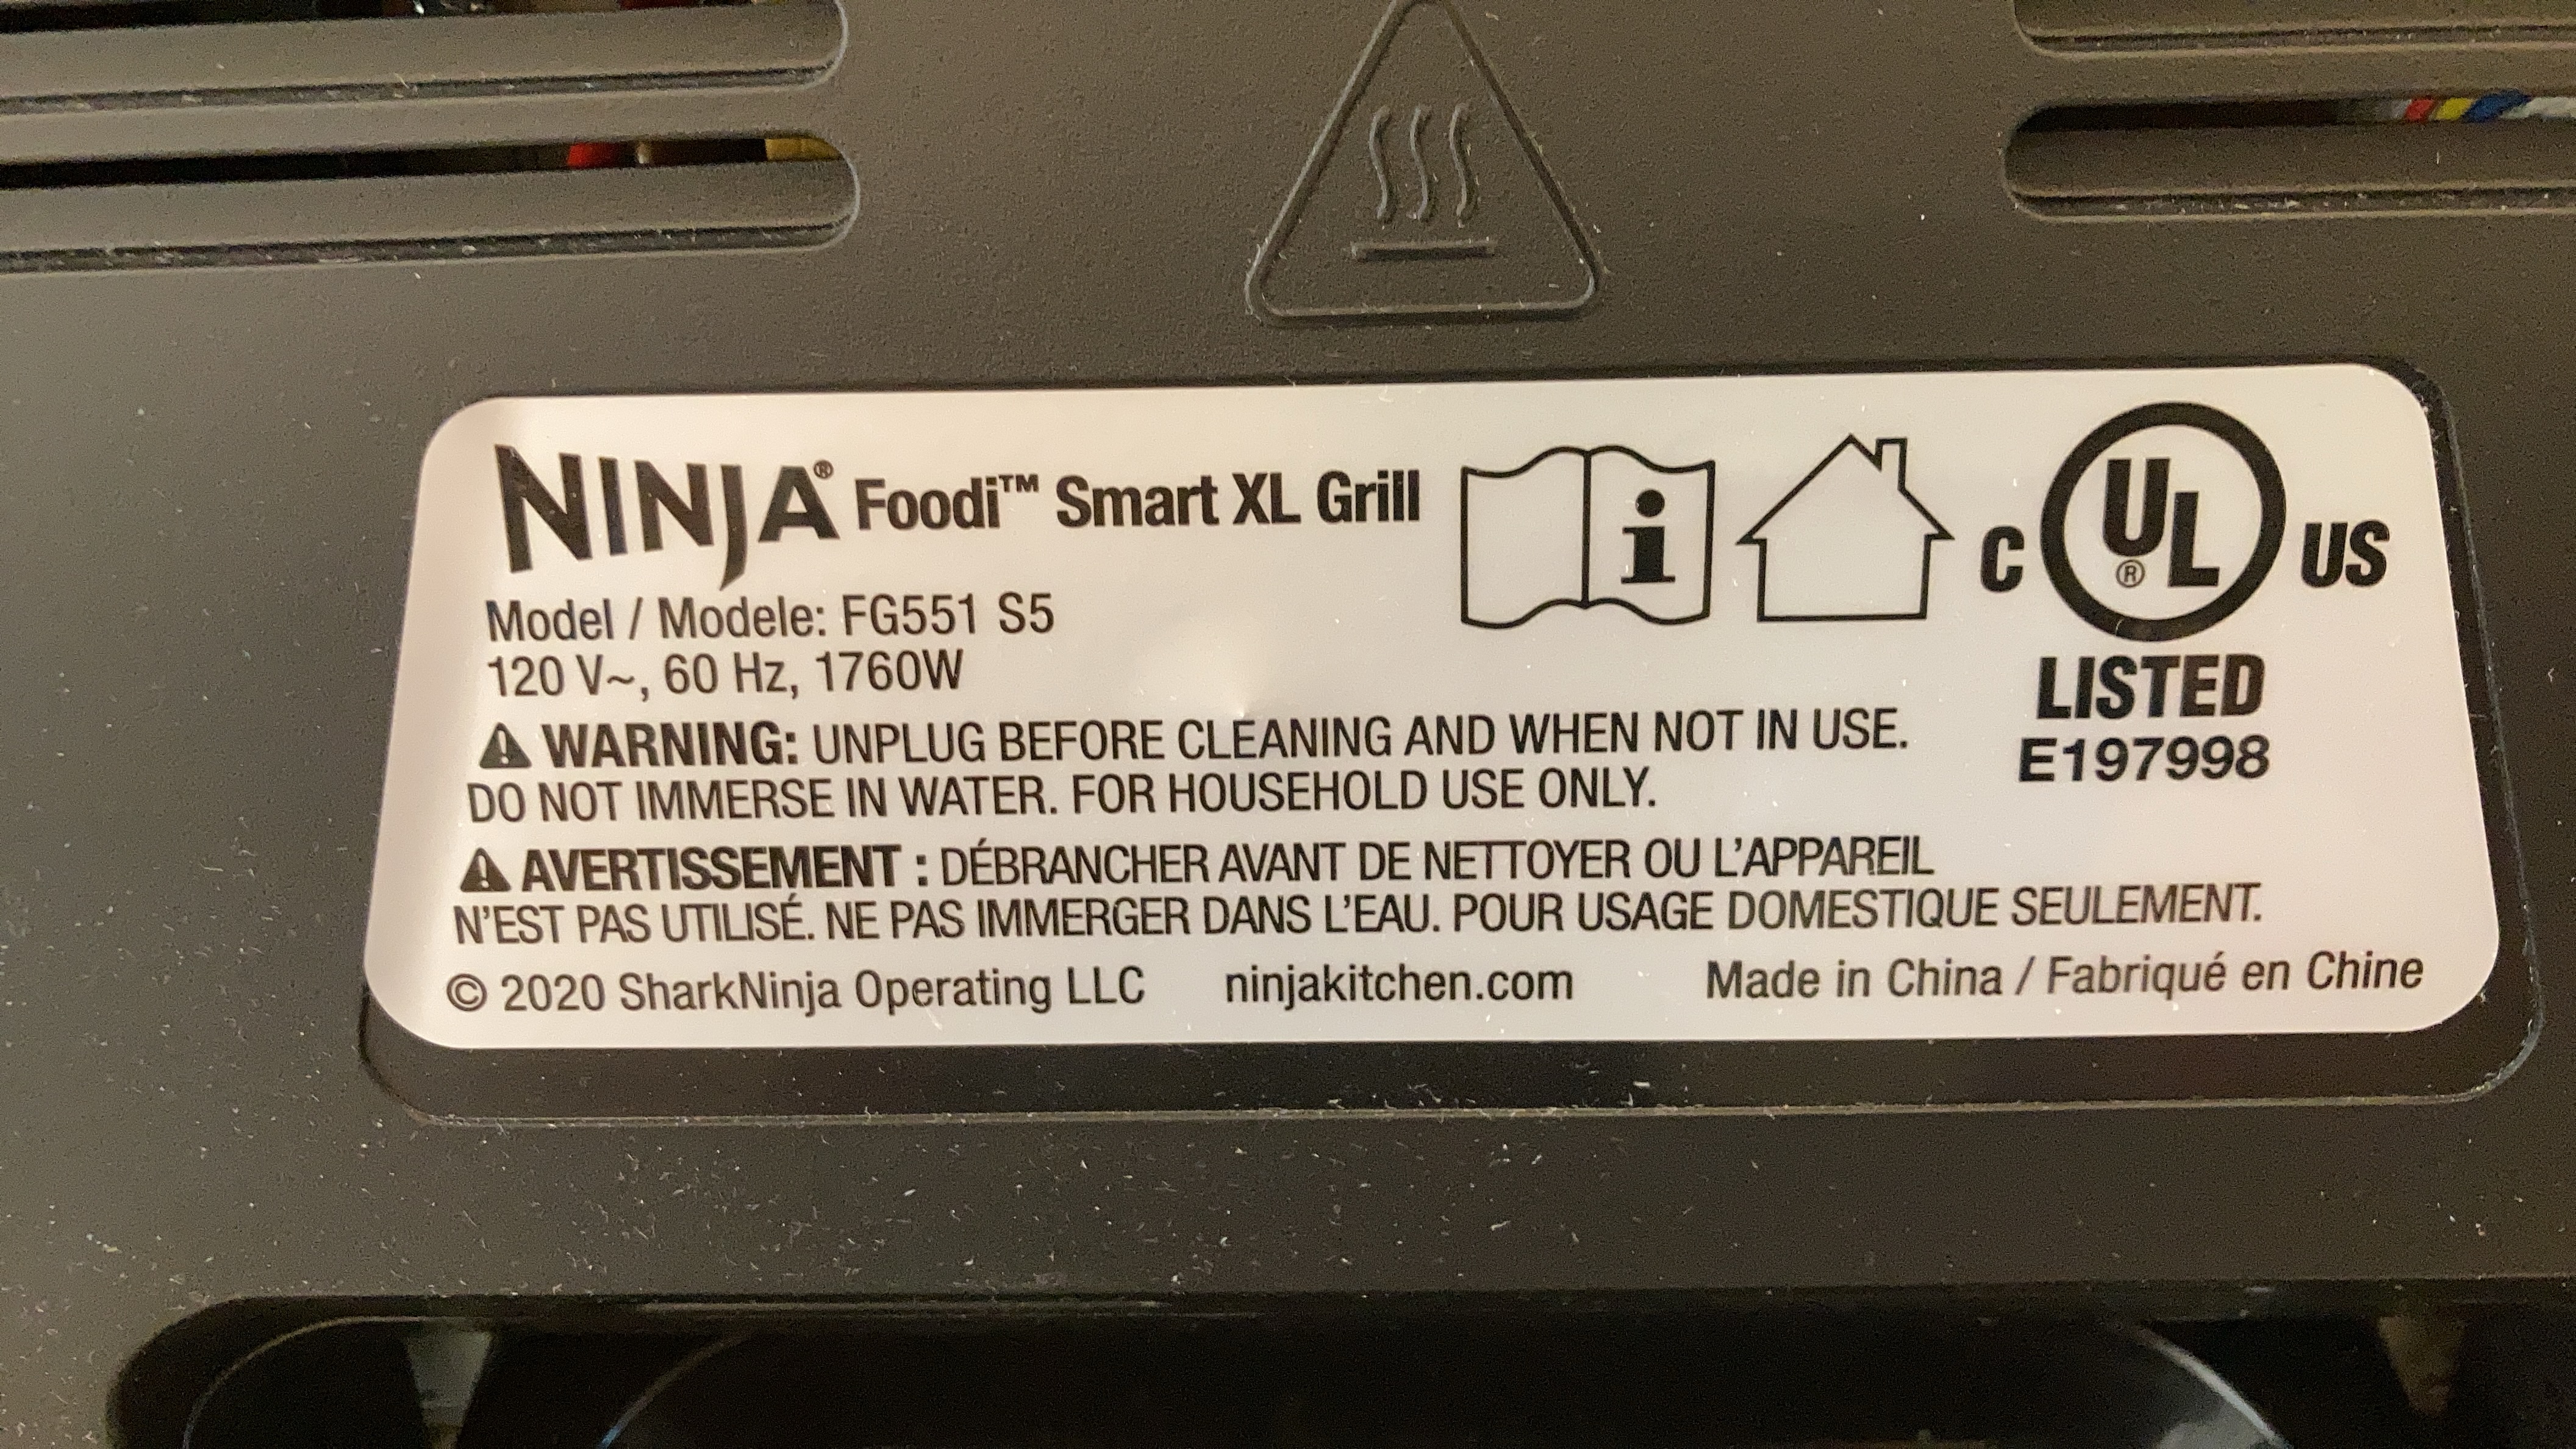 NINJA® Foodi™ Smart XL Grill
Model / Modele: FG551 S5
120 V~, 60 Hz, 1760W
C UL® US
LISTED
E197998
⚠ WARNING: UNPLUG BEFORE CLEANING AND WHEN NOT IN USE.
DO NOT IMMERSE IN WATER. FOR HOUSEHOLD USE ONLY.
⚠ AVERTISSEMENT : DÉBRANCHER AVANT DE NETTOYER OU L'APPAREIL
N'EST PAS UTILISÉ. NE PAS IMMERGER DANS L'EAU. POUR USAGE DOMESTIQUE SEULEMENT.
© 2020 SharkNinja Operating LLC ninjakitchen.com Made in China / Fabriqué en Chine